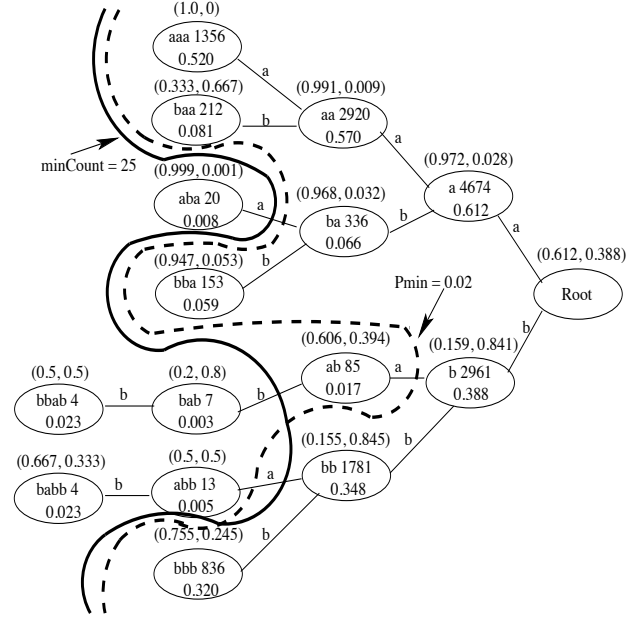 (1.0, 0)
aaa 1356
0.520
a
(0.333, 0.667)
baa 212
0.081
b
(0.991, 0.009)
aa 2920
0.570
a
minCount = 25
(0.999, 0.001)
aba 20
0.008
a
(0.968, 0.032)
ba 336
0.066
b
(0.972, 0.028)
a 4674
0.612
a
(0.947, 0.053)
bba 153
0.059
b
(0.612, 0.388)
Root
Pmin = 0.02
b
(0.606, 0.394)
ab 85
0.017
a
(0.159, 0.841)
b 2961
0.388
(0.5, 0.5)
bbab 4
0.023
b
(0.2, 0.8)
bab 7
0.003
b
(0.667, 0.333)
babb 4
0.023
b
(0.5, 0.5)
abb 13
0.005
a
(0.155, 0.845)
bb 1781
0.348
b
(0.755, 0.245)
bbb 836
0.320
b